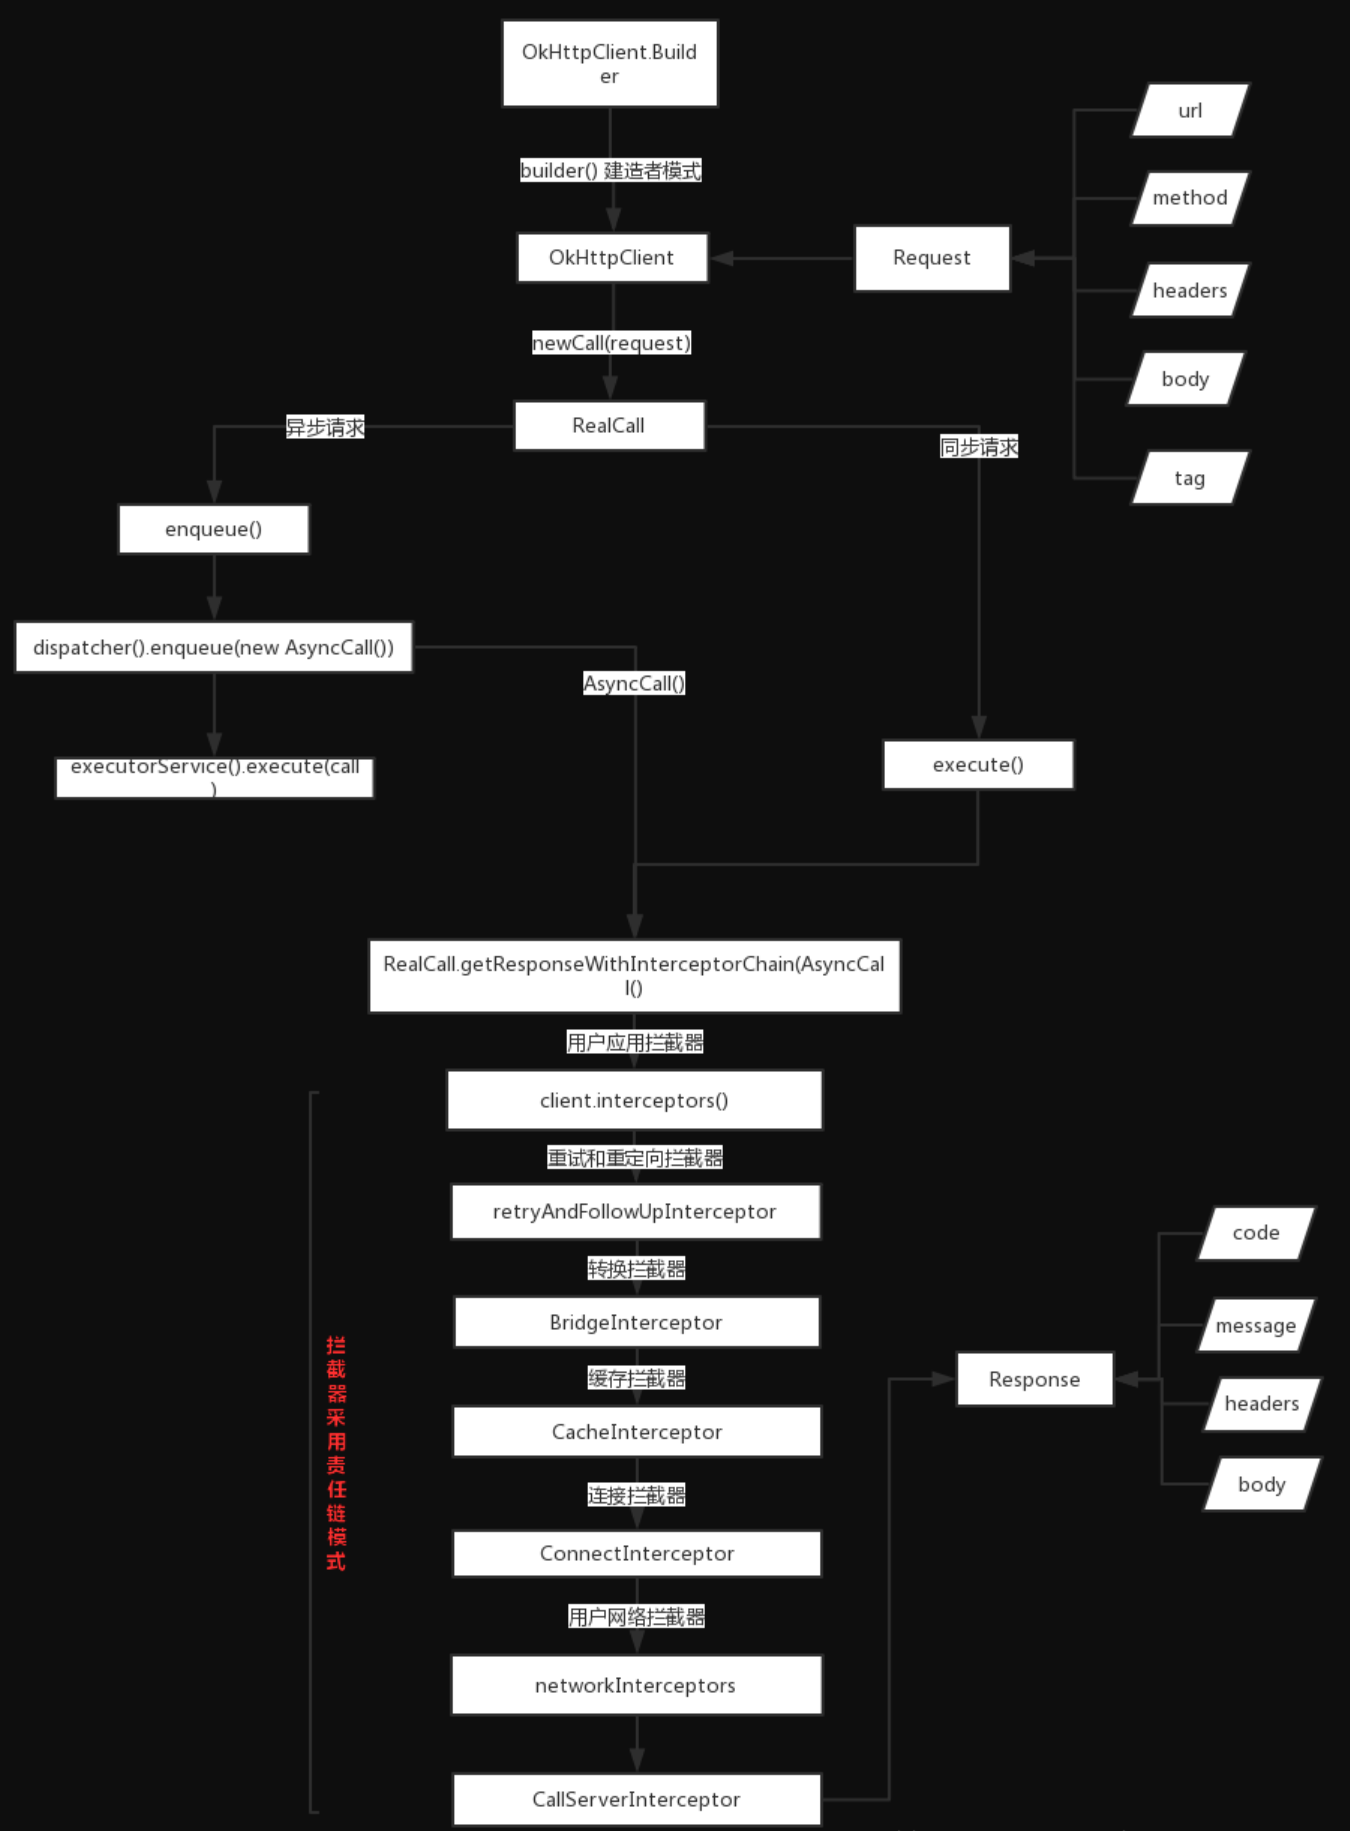 OkHttpClient.Build
er
builder() 建造者模式
OkHttpClient
Request
url
method
headers
body
tag
newCall(request)
RealCall
异步请求
同步请求
enqueue()
dispatcher().enqueue(new AsyncCall())
AsyncCall()
executorService().execute(call
)
execute()
RealCall.getResponseWithInterceptorChain(AsyncCal
l()
用户应用拦截器
client.interceptors()
重试和重定向拦截器
retryAndFollowUpInterceptor
转换拦截器
BridgeInterceptor
缓存拦截器
CacheInterceptor
连接拦截器
ConnectInterceptor
用户网络拦截器
networkInterceptors
CallServerInterceptor
拦截器采用责任链模式
Response
code
message
headers
body